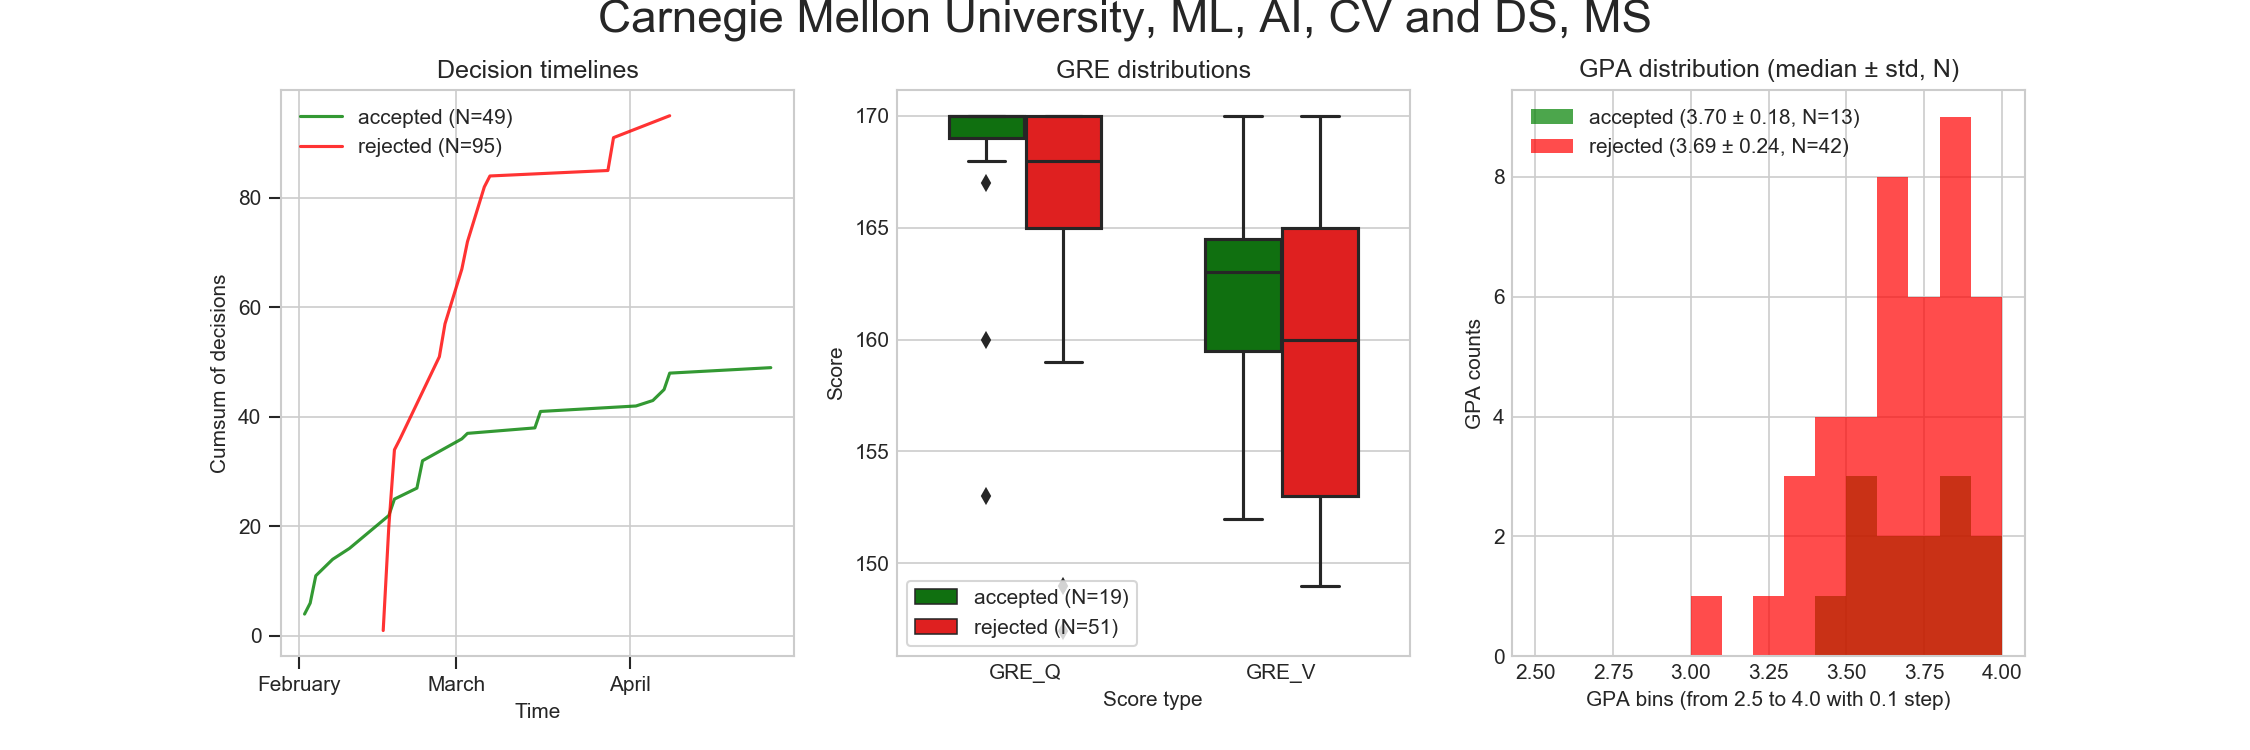 Carnegie Mellon University, ML, AI, CV and DS, MS
Decision timelines
accepted (N=49)
rejected (N=95)
80
60
40
20
0
Cumsum of decisions
February March April
Time
GRE distributions
170
165
160
155
150
Score
accepted (N=19)
rejected (N=51)
GRE_Q GRE_V
Score type
GPA distribution (median ± std, N)
accepted (3.70 ± 0.18, N=13)
rejected (3.69 ± 0.24, N=42)
8
6
4
2
0
GPA counts
2.50 2.75 3.00 3.25 3.50 3.75 4.00
GPA bins (from 2.5 to 4.0 with 0.1 step)